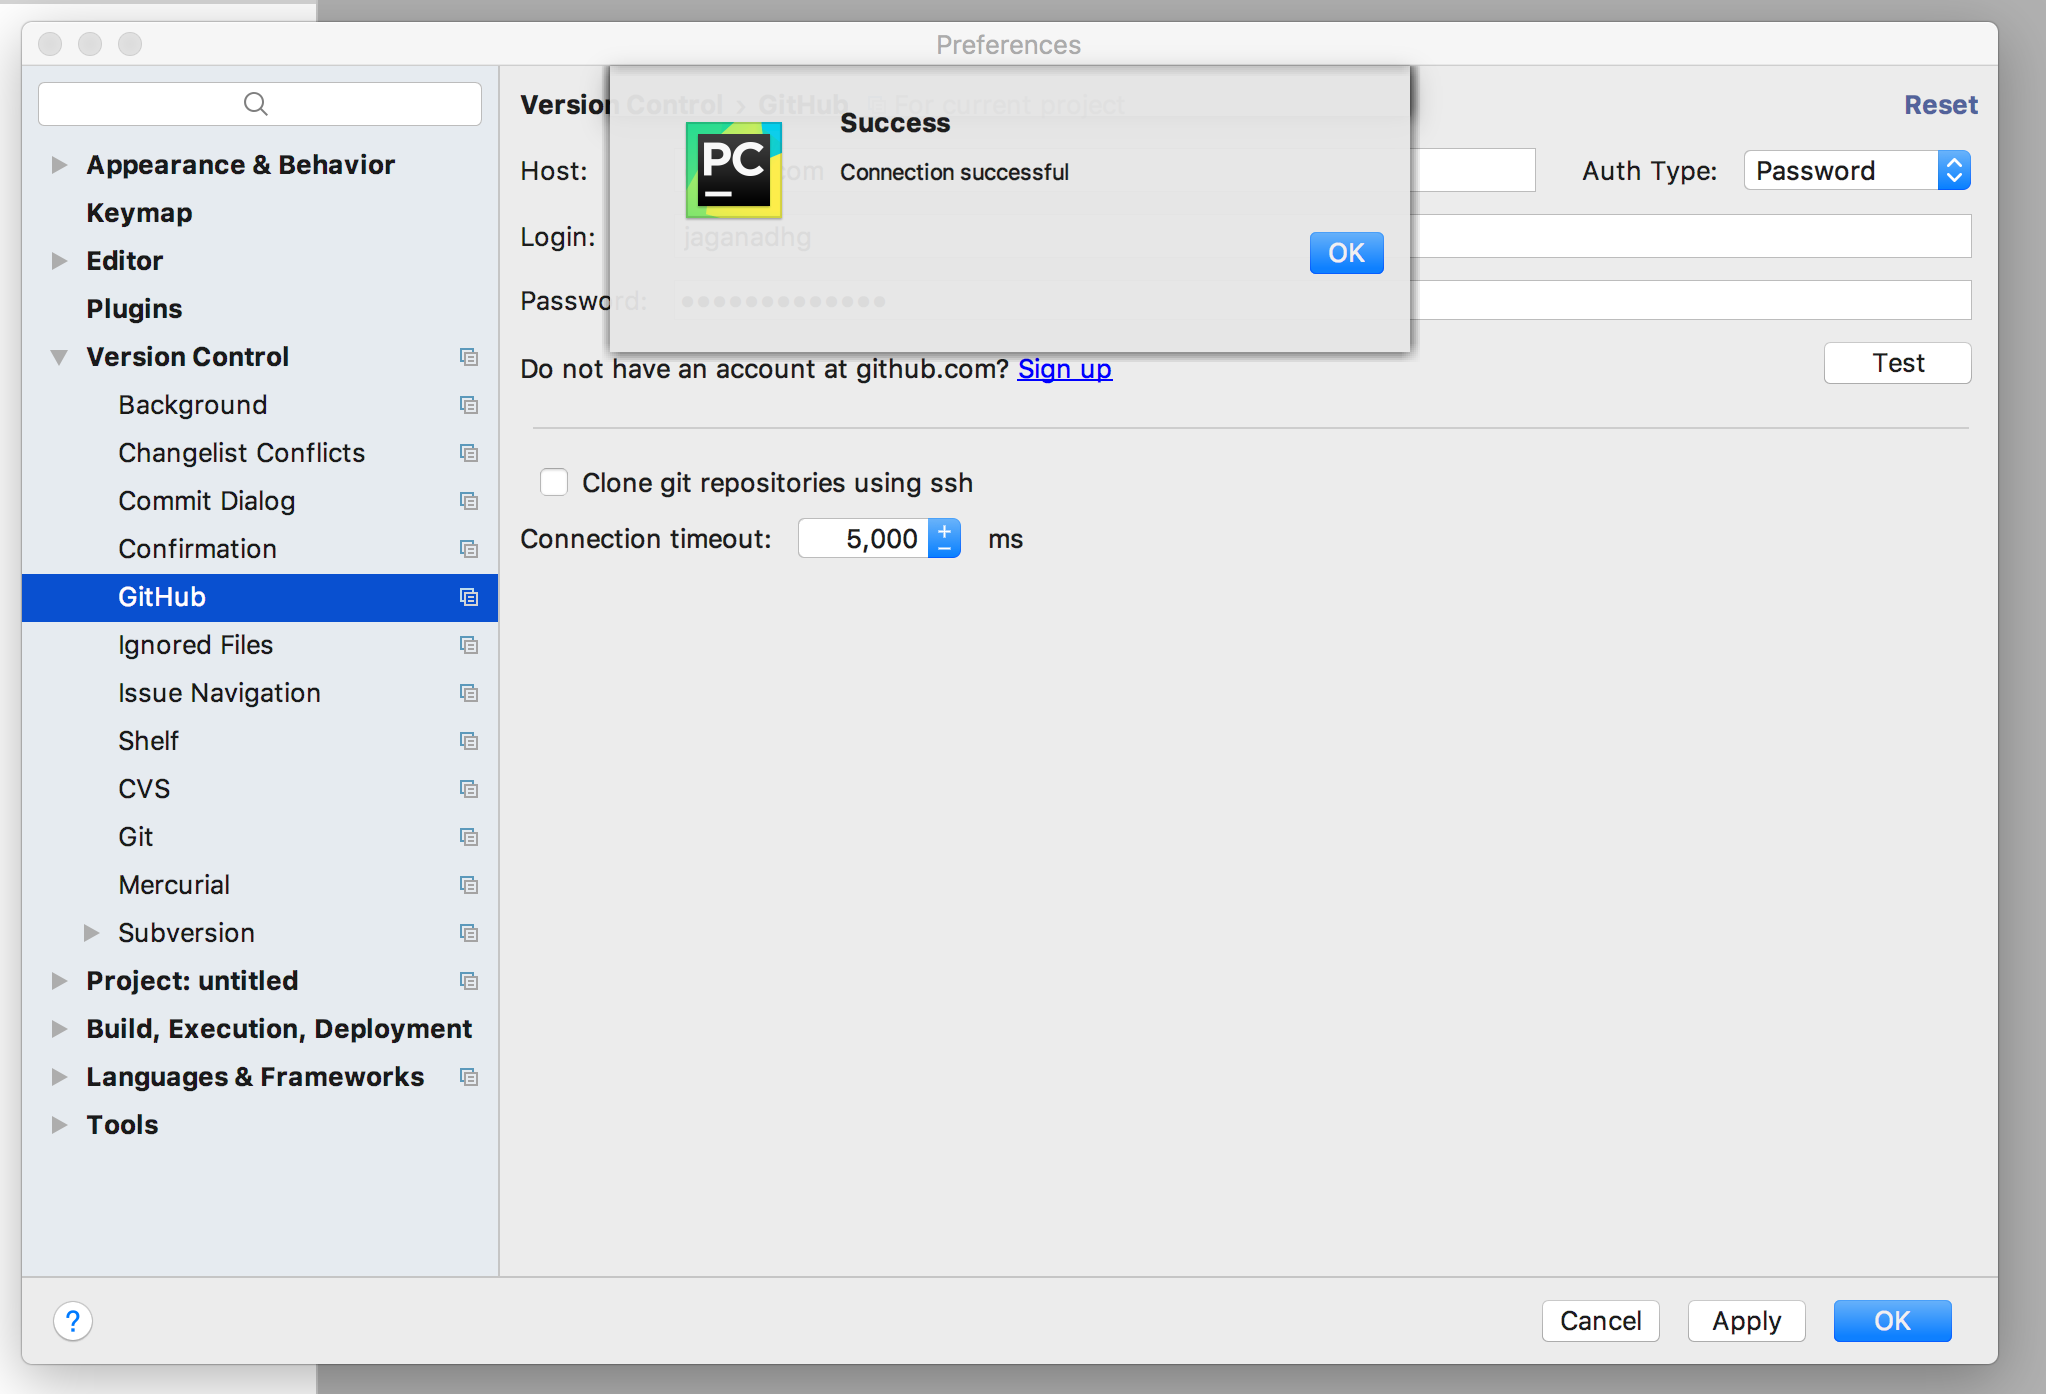 Preferences
Appearance & Behavior
Keymap
Editor
Plugins
Version Control
Background
Changelist Conflicts
Commit Dialog
Confirmation
GitHub
Ignored Files
Issue Navigation
Shelf
CVS
Git
Mercurial
Subversion
Project: untitled
Build, Execution, Deployment
Languages & Frameworks
Tools
Version Control › GitHub For current project
Reset
PC
Success
Connection successful
OK
Host: com
Auth Type: Password
Login: jaganadhg
Password:
Do not have an account at github.com? Sign up
Test
Clone git repositories using ssh
Connection timeout: 5,000 ms
?
Cancel
Apply
OK